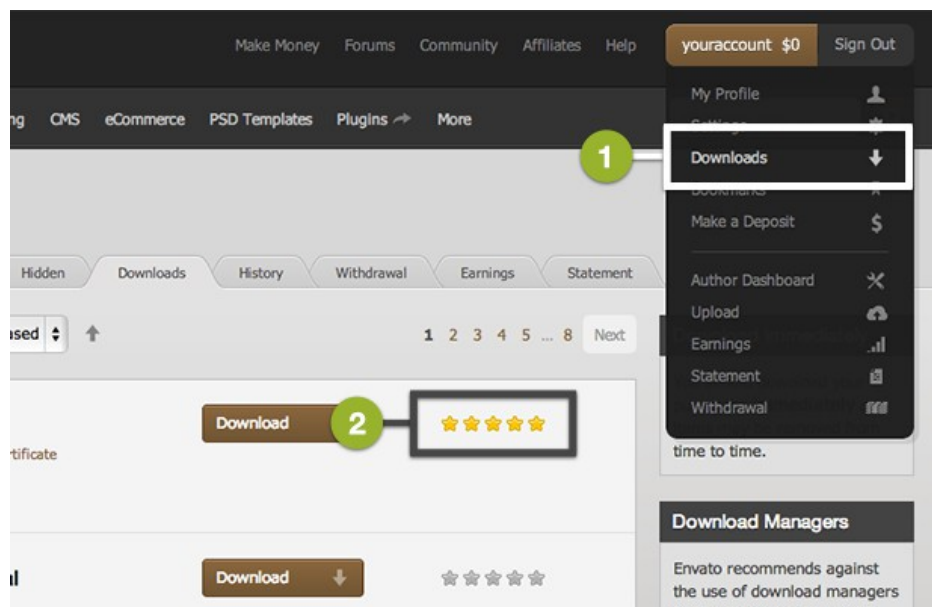 Make Money Forums Community Affiliates Help youraccount $0 Sign Out
My Profile
ng CMS eCommerce PSD Templates Plugins More
Settings
1 Downloads
Bookmarks
Make a Deposit $
Hidden Downloads History Withdrawal Earnings Statement
Author Dashboard
Upload
ased 1 2 3 4 5 ... 8 Next
Earnings
Statement
Withdrawal
Download 2
rtificate
time to time.
Download Managers
al Download
Envato recommends against
the use of download managers